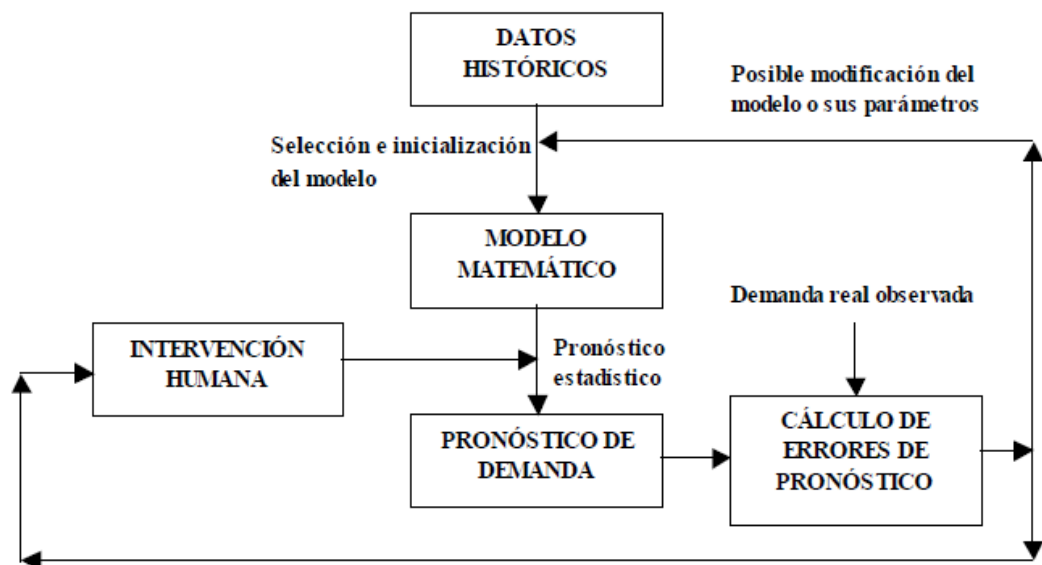 DATOS
HISTÓRICOS
Posible modificación del
modelo o sus parámetros
Selección e inicialización
del modelo
MODELO
MATEMÁTICO
Demanda real observada
INTERVENCIÓN
HUMANA
Pronóstico
estadístico
PRONÓSTICO DE
DEMANDA
CÁLCULO DE
ERRORES DE
PRONÓSTICO